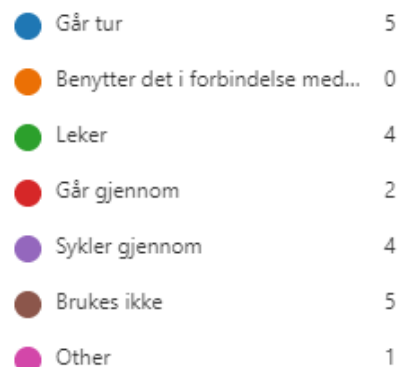 Går tur 5
Benytter det i forbindelse med... 0
Leker 4
Går gjennom 2
Sykler gjennom 4
Brukes ikke 5
Other 1